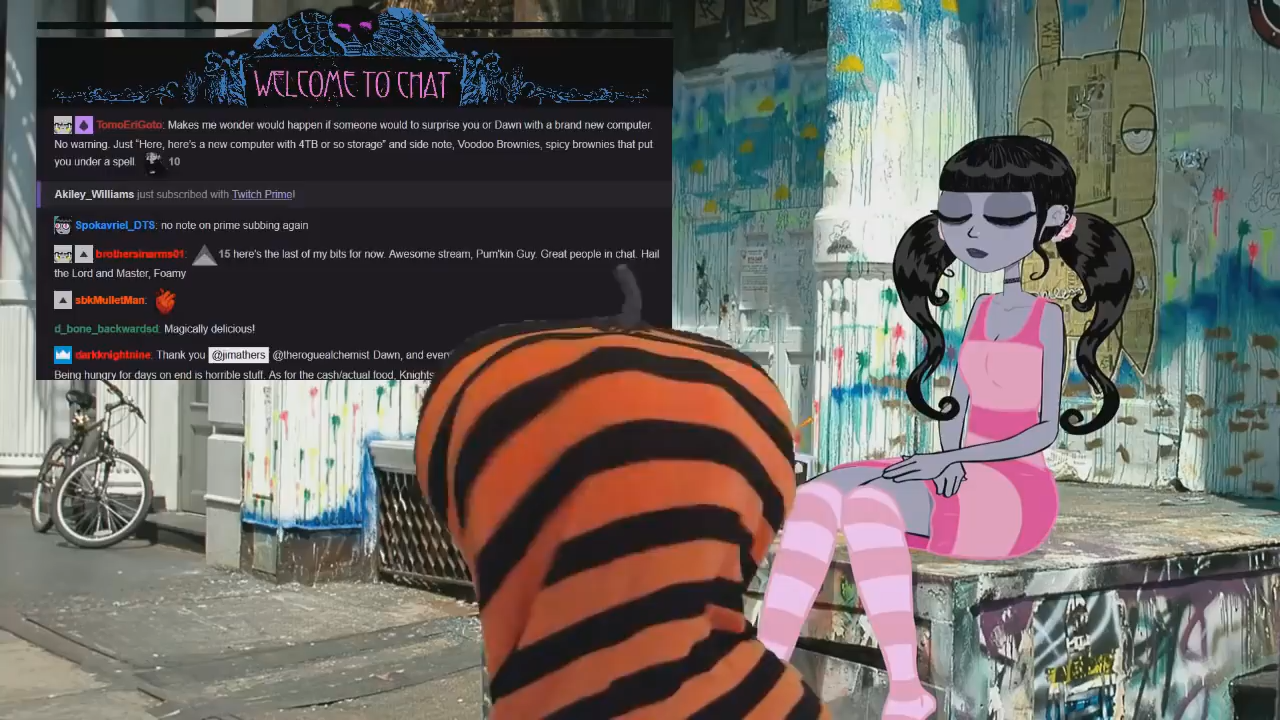 WELCOME TO CHAT
TomoEriGoto: Makes me wonder would happen if someone would to surprise you or Dawn with a brand new computer.
No warning. Just “Here, here's a new computer with 4TB or so storage” and side note, Voodoo Brownies, spicy brownies that put
you under a spell. 10
Akiley_Williams just subscribed with Twitch Prime!
Spokavriel_DTS: no note on prime subbing again
brothersinarms01: 15 here's the last of my bits for now. Awesome stream, Pum'kin Guy. Great people in chat. Hail
the Lord and Master, Foamy
sbkMulletMan:
d_bone_backwardsd: Magically delicious!
darkknightnine: Thank you @jimathers @theroguealchemist Dawn, and
Being hungry for days on end is horrible stuff. As for the cash/actual food,